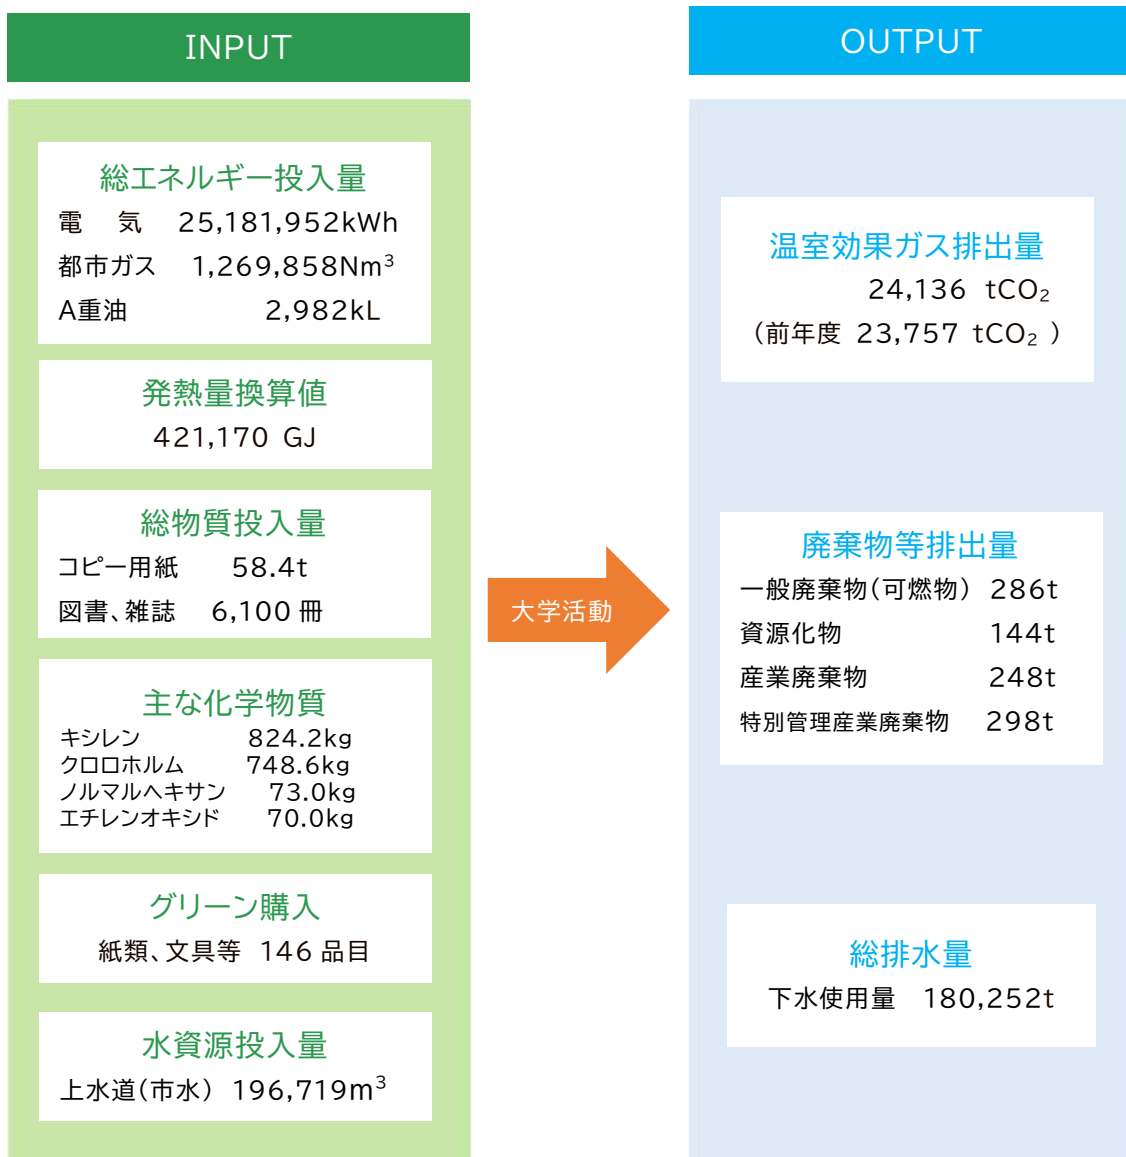 INPUT
総エネルギー投入量
電　気　25,181,952kWh
都市ガス　1,269,858Nm³
A重油　2,982kL
発熱量換算値
421,170 GJ
総物質投入量
コピー用紙　58.4t
図書、雑誌　6,100 冊
主な化学物質
キシレン　824.2kg
クロロホルム　748.6kg
ノルマルヘキサン　73.0kg
エチレンオキシド　70.0kg
グリーン購入
紙類、文具等　146 品目
水資源投入量
上水道(市水)　196,719m³
大学活動
OUTPUT
温室効果ガス排出量
24,136 tCO₂
(前年度 23,757 tCO₂ )
廃棄物等排出量
一般廃棄物(可燃物)　286t
資源化物　144t
産業廃棄物　248t
特別管理産業廃棄物　298t
総排水量
下水使用量　180,252t